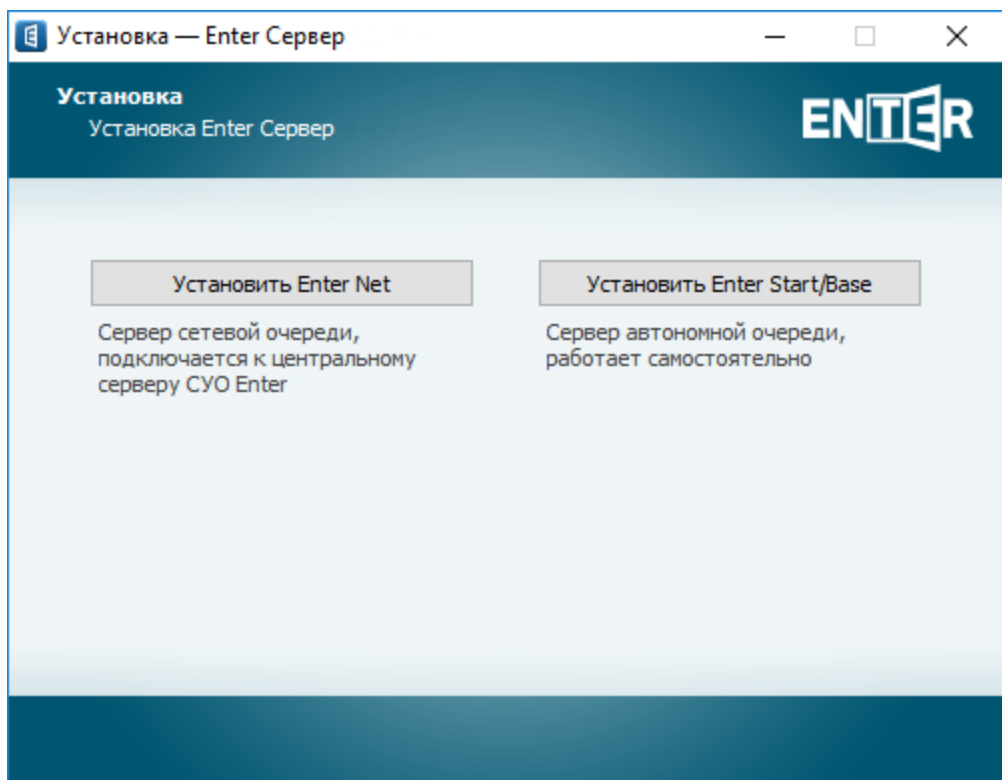 Установка — Enter Сервер
Установка
Установка Enter Сервер
ENTER
Установить Enter Net
Сервер сетевой очереди,
подключается к центральному
серверу СУО Enter
Установить Enter Start/Base
Сервер автономной очереди,
работает самостоятельно